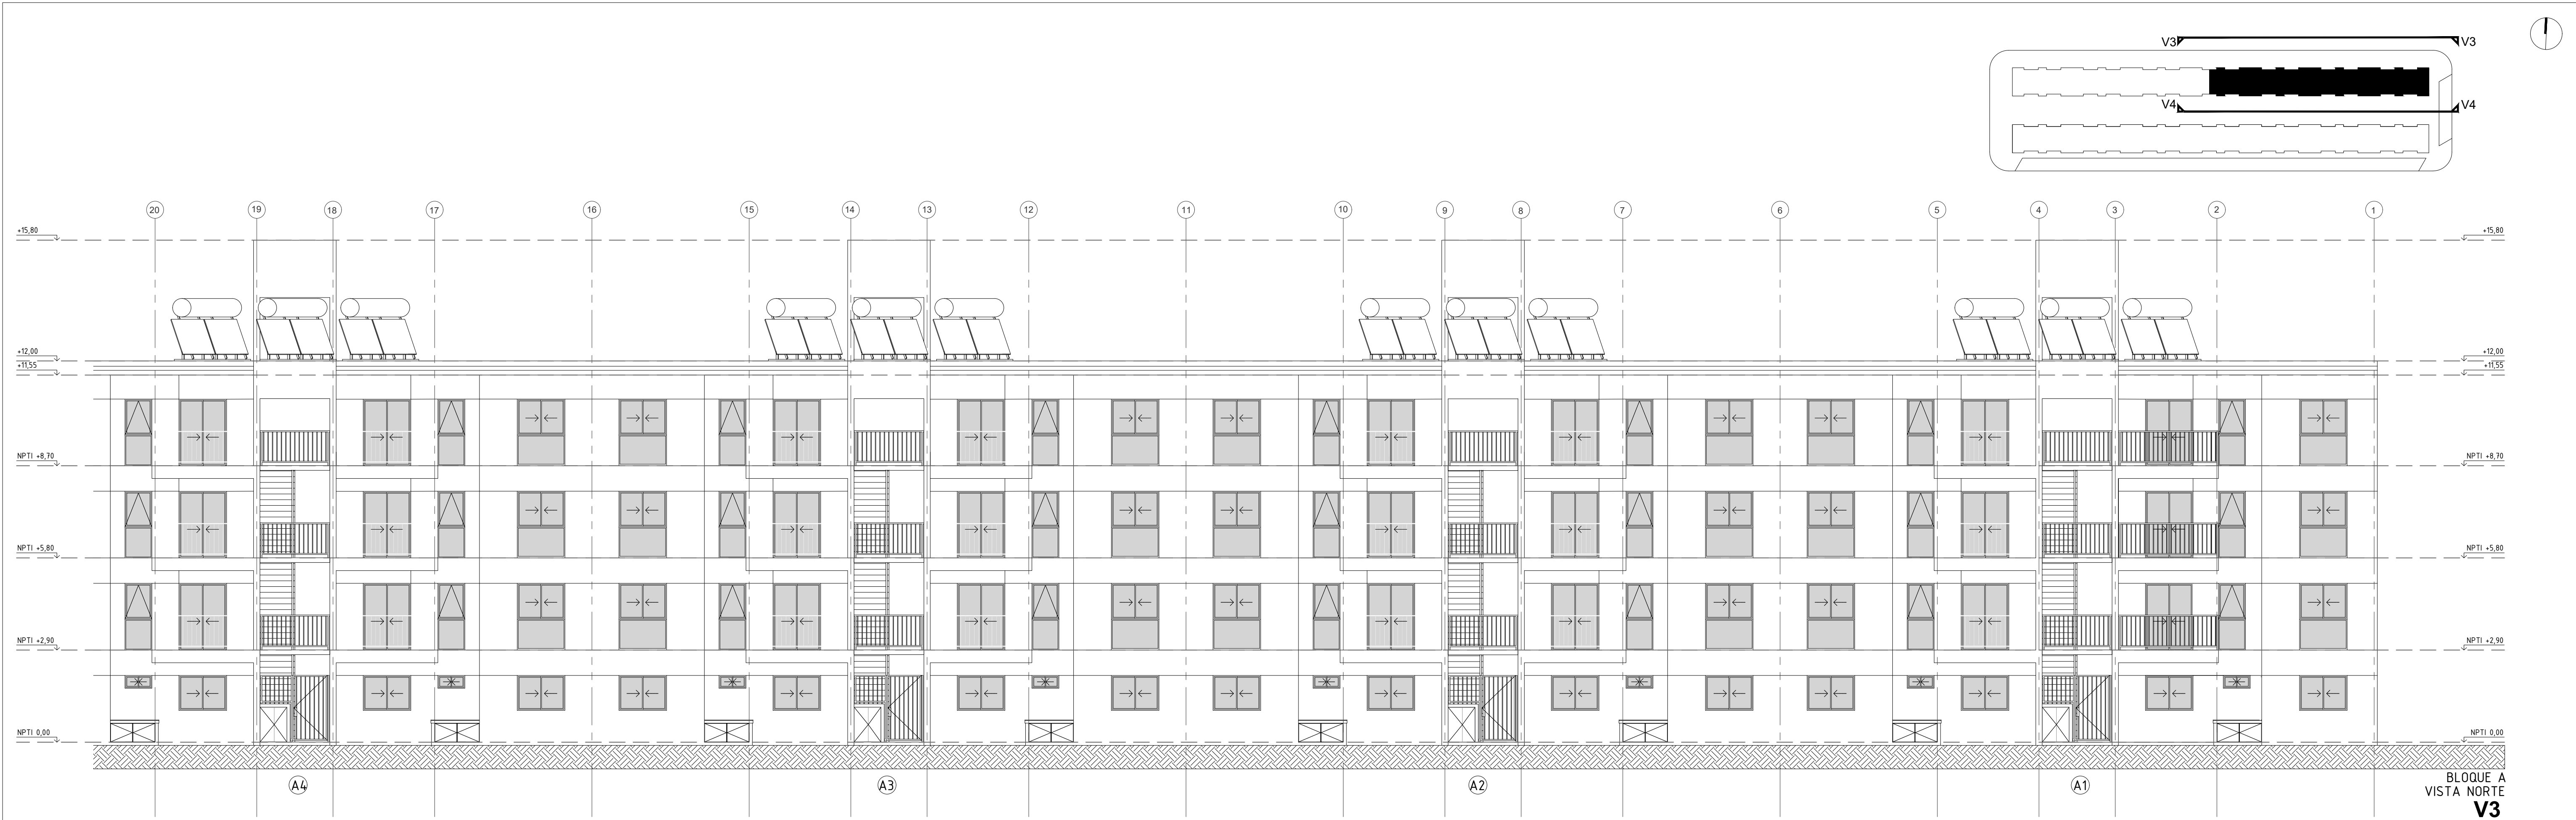 V3 V3
V4 V4
20 19 18 17 16 15 14 13 12 11 10 9 8 7 6 5 4 3 2 1
+15,80 +15,80
+12,00 +12,00
+11,55 +11,55
NPTI +8,70 NPTI +8,70
NPTI +5,80 NPTI +5,80
NPTI +2,90 NPTI +2,90
NPTI 0,00 NPTI 0,00
A4 A3 A2 A1
BLOQUE A
VISTA NORTE
V3